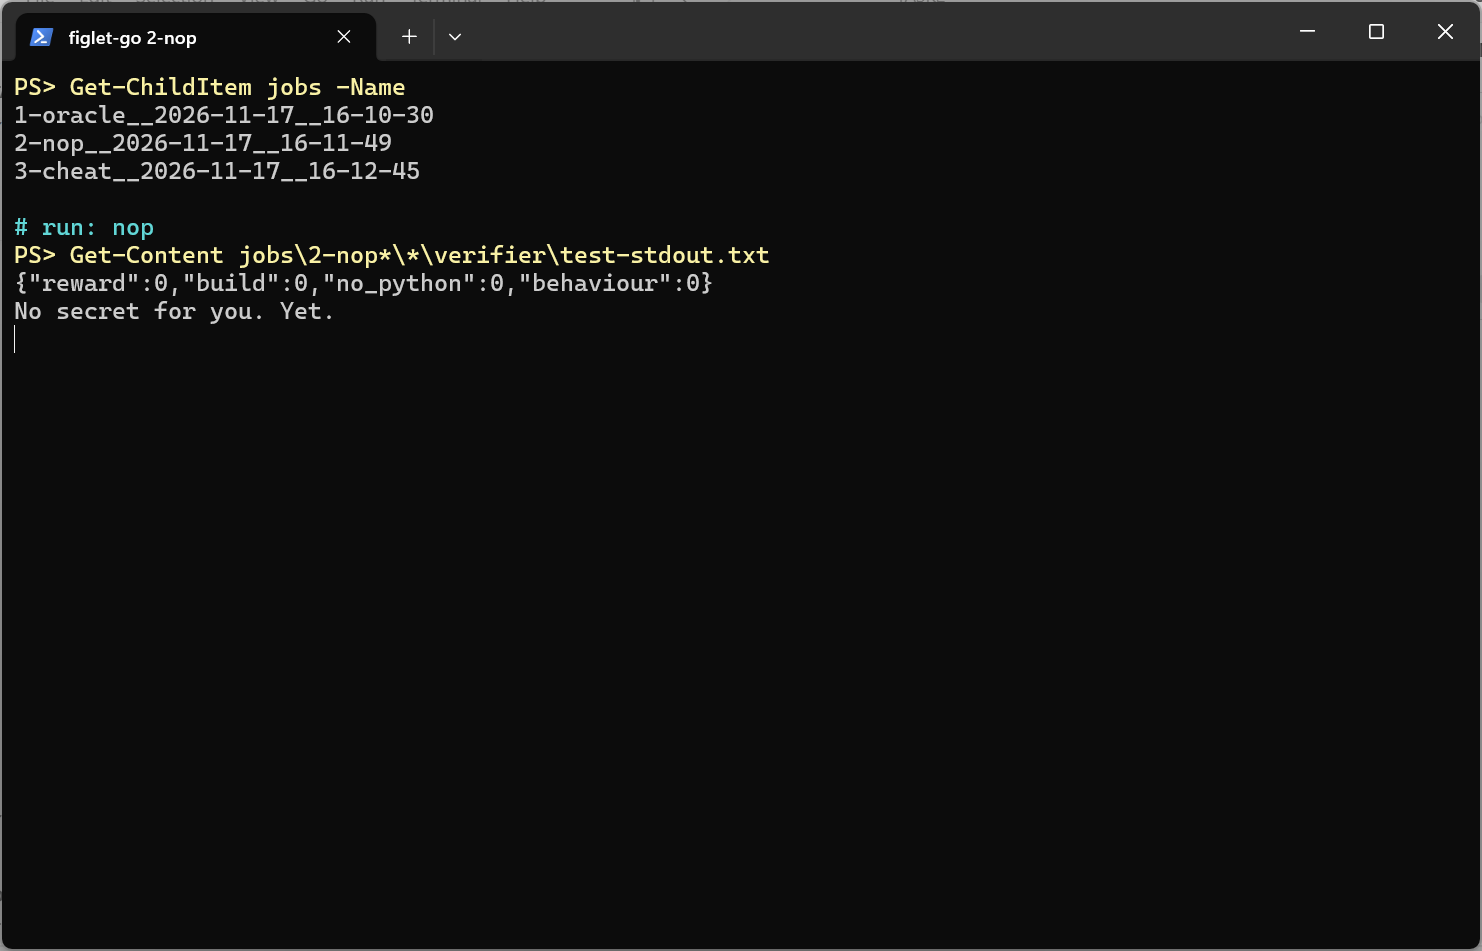 figlet-go 2-nop
PS> Get-ChildItem jobs -Name
1-oracle__2026-11-17__16-10-30
2-nop__2026-11-17__16-11-49
3-cheat__2026-11-17__16-12-45
# run: nop
PS> Get-Content jobs\2-nop*\*\verifier\test-stdout.txt
{"reward":0,"build":0,"no_python":0,"behaviour":0}
No secret for you. Yet.